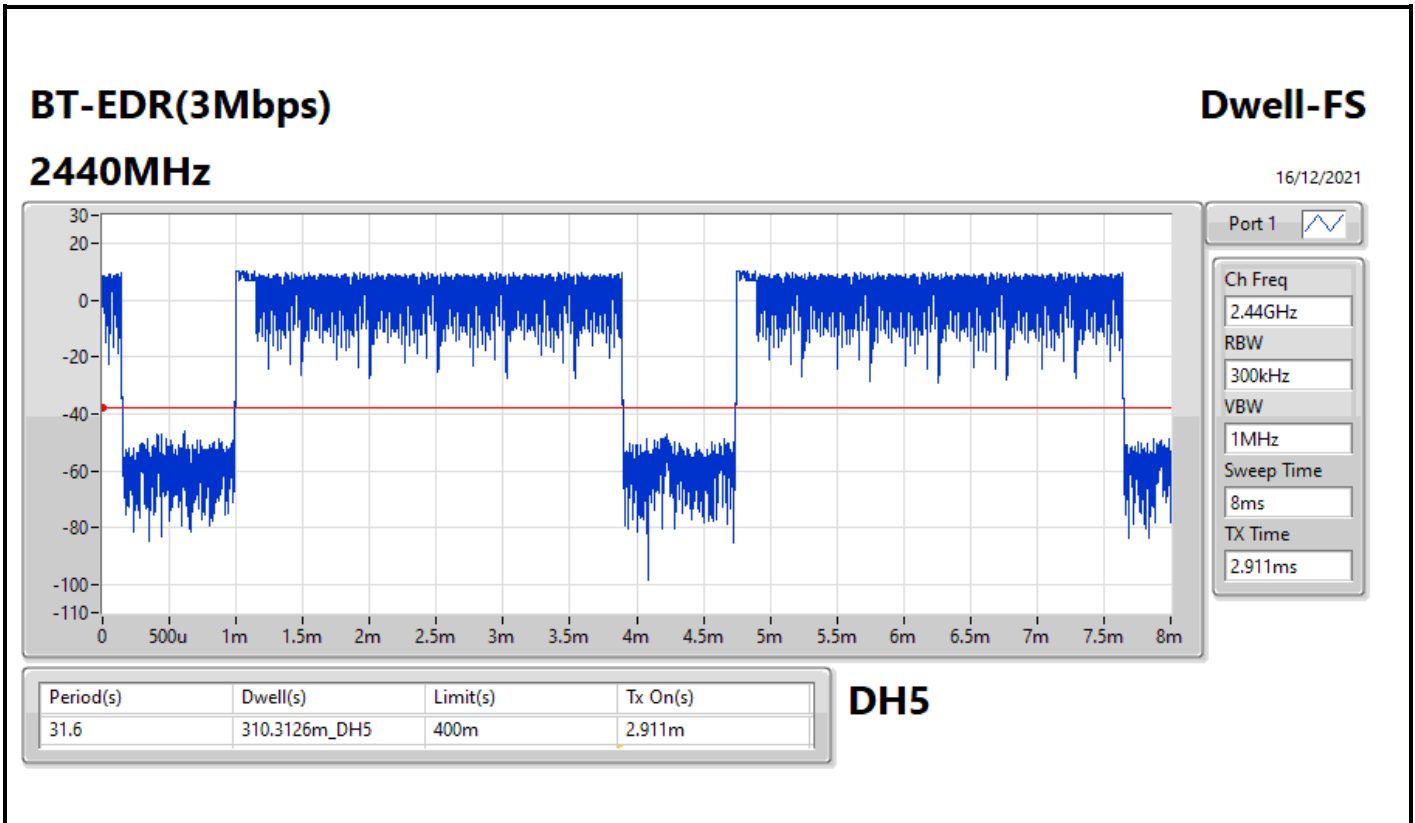 BT-EDR(3Mbps)
Dwell-FS
2440MHz
16/12/2021
30
20
0
-20
-40
-60
-80
-100
-110
0 500u 1m 1.5m 2m 2.5m 3m 3.5m 4m 4.5m 5m 5.5m 6m 6.5m 7m 7.5m 8m
Port 1
Ch Freq
2.44GHz
RBW
300kHz
VBW
1MHz
Sweep Time
8ms
TX Time
2.911ms
Period(s) Dwell(s) Limit(s) Tx On(s)
31.6 310.3126m_DH5 400m 2.911m
DH5